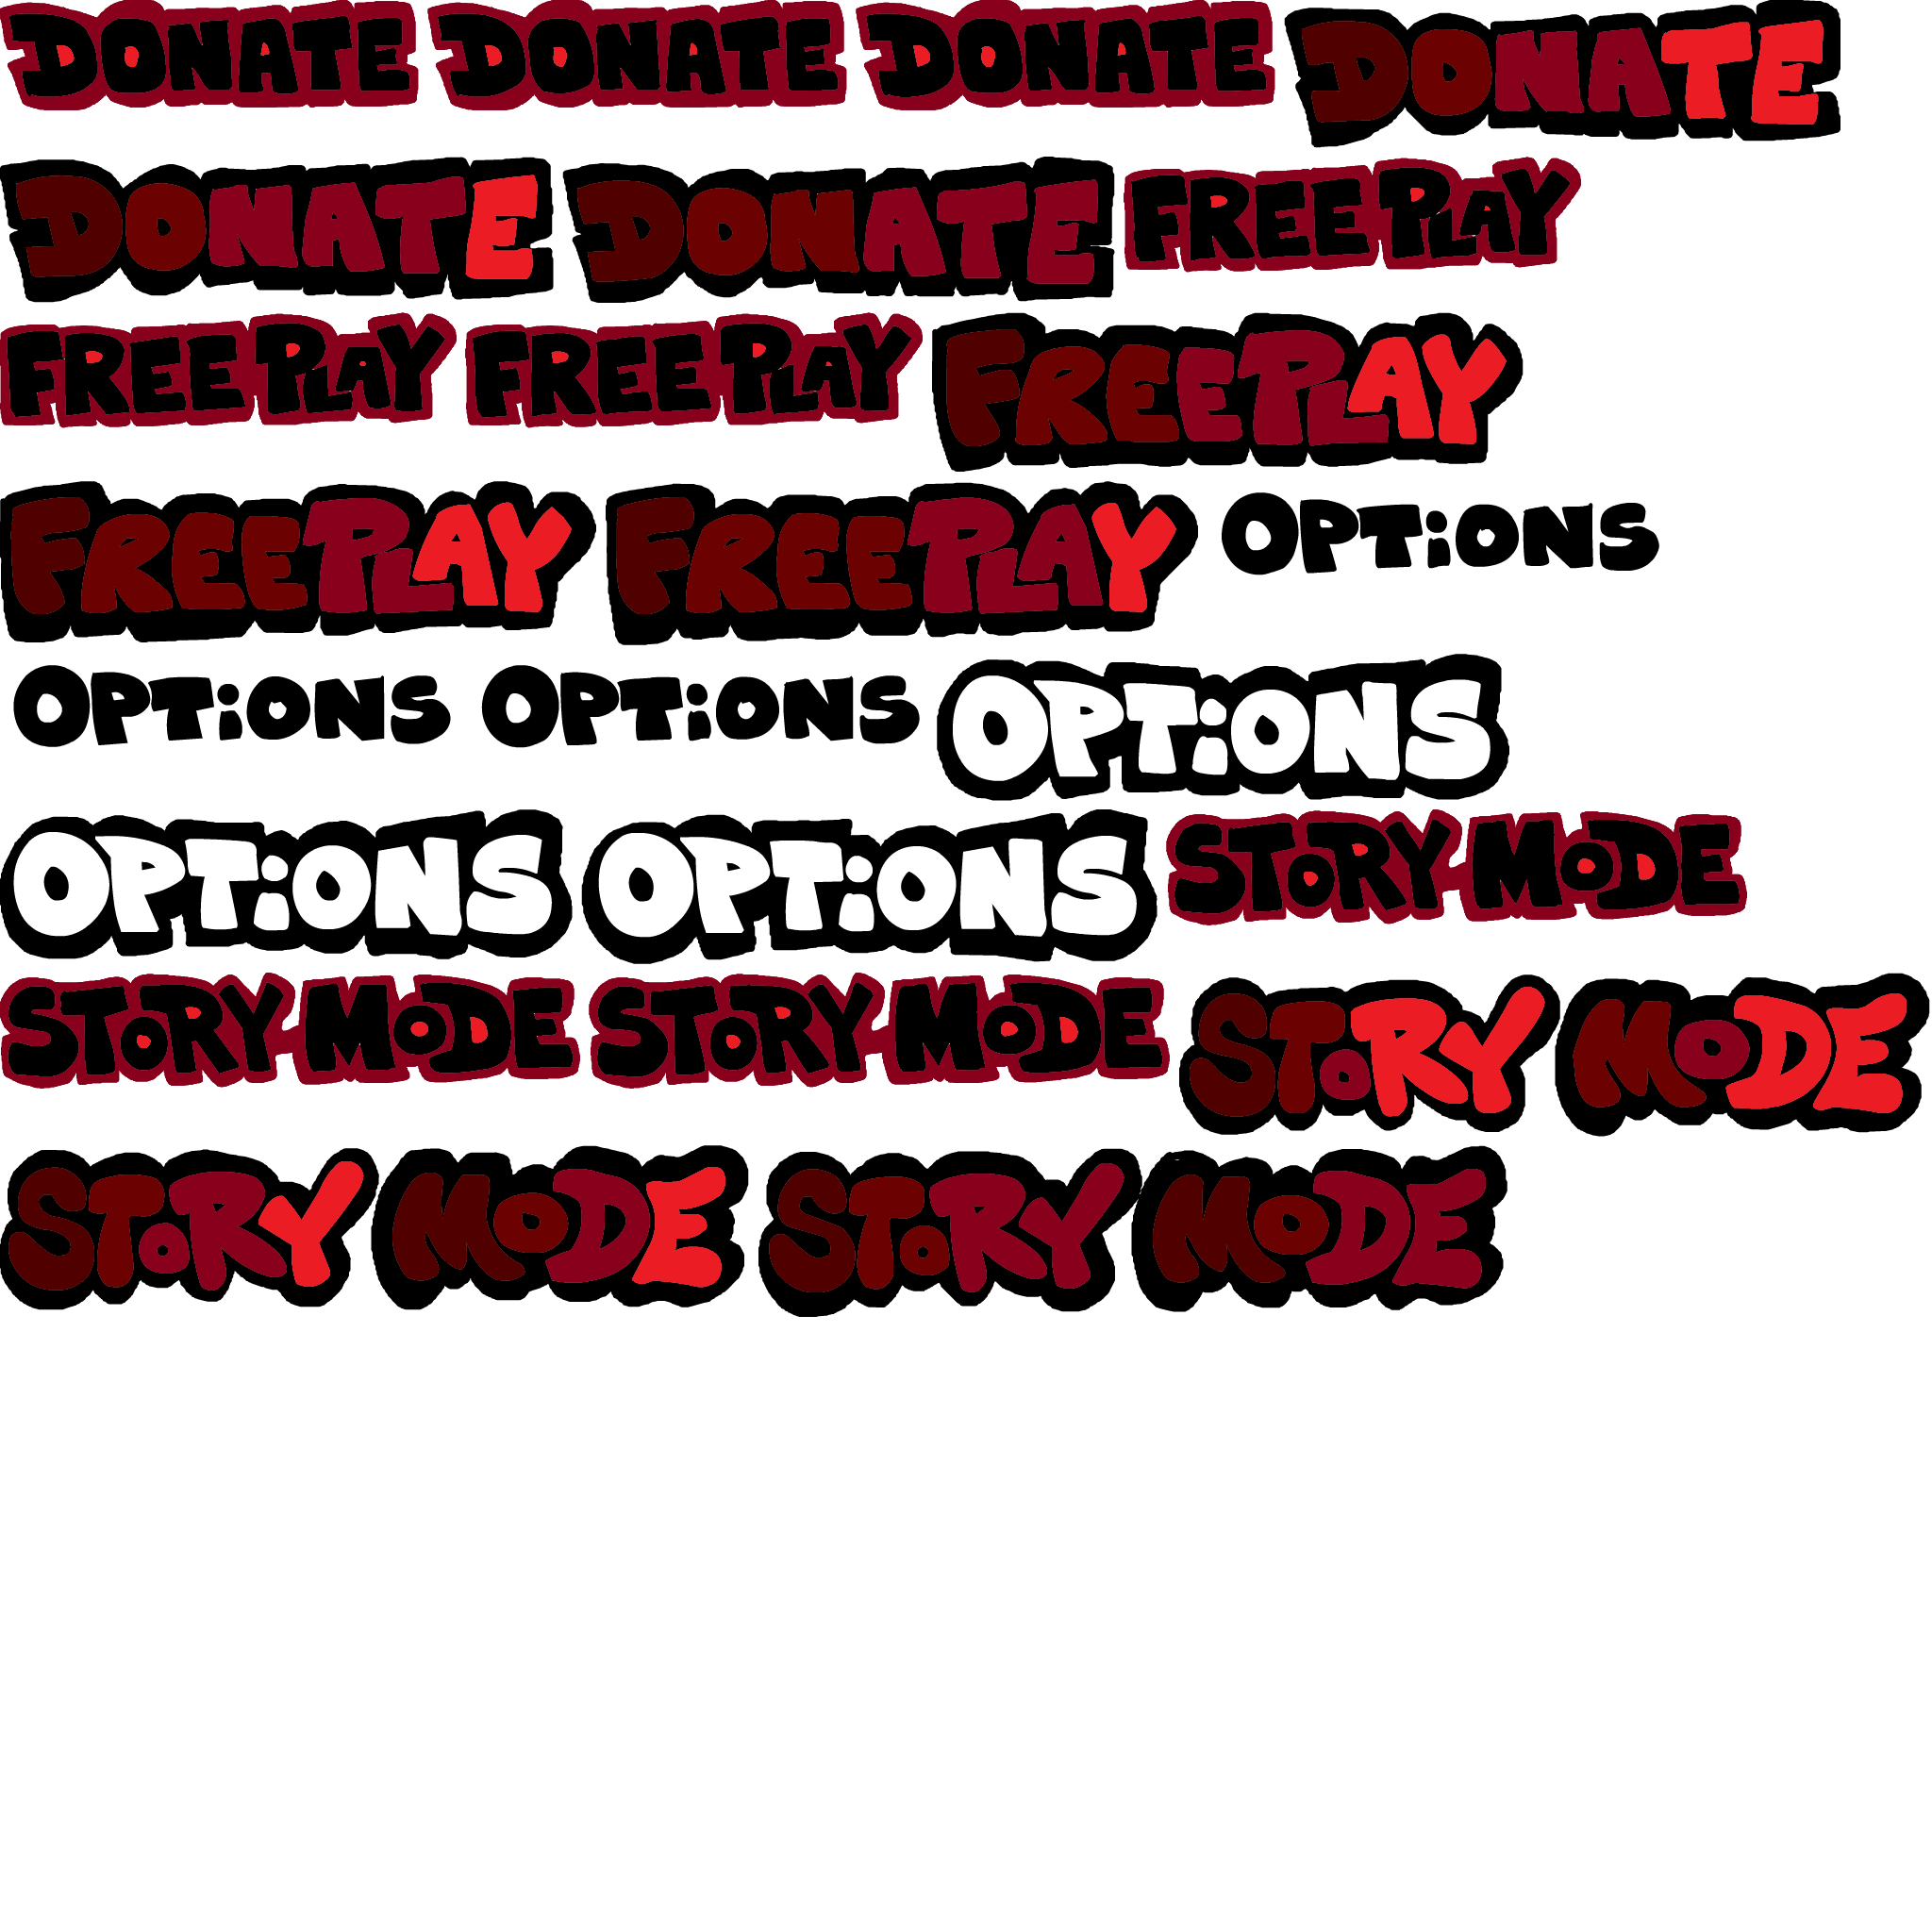 DONATE DONATE DONATE DONATE
DONATE DONATE FREEPLAY
FREEPLAY FREEPLAY FREEPLAY
FREEPLAY FREEPLAY OPTiONS
OPTiONS OPTiONS OPTiONS
OPTiONS OPTiONS STORY MODE
STORY MODE STORY MODE STORY MODE
STORY MODE STORY MODE